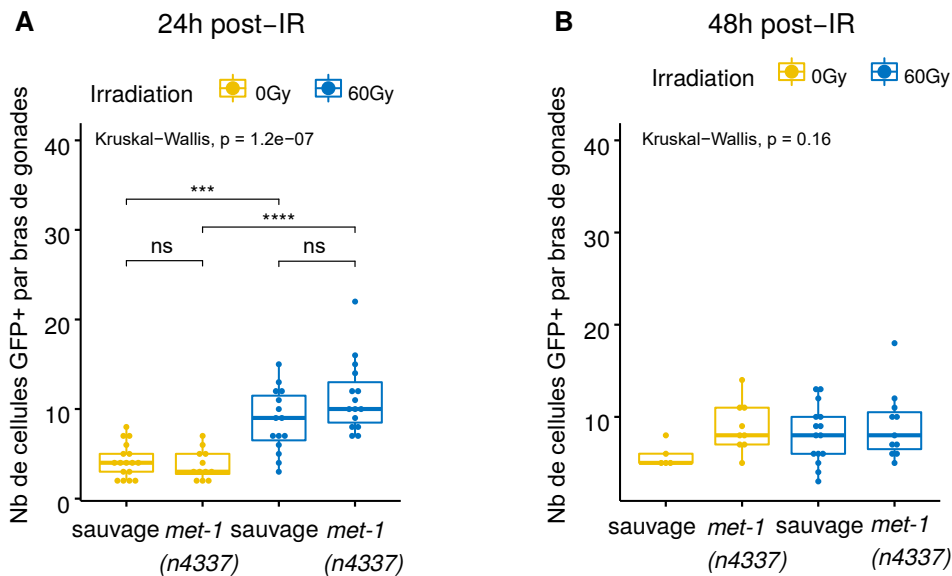 A
24h post−IR
Irradiation 0Gy 60Gy
Nb de cellules GFP+ par bras de gonades
Kruskal−Wallis, p = 1.2e−07
40
30
20
10
0
***
****
ns
ns
sauvage met-1 sauvage met-1
(n4337) (n4337)
B
48h post−IR
Irradiation 0Gy 60Gy
Nb de cellules GFP+ par bras de gonades
Kruskal−Wallis, p = 0.16
40
30
20
10
sauvage met-1 sauvage met-1
(n4337) (n4337)